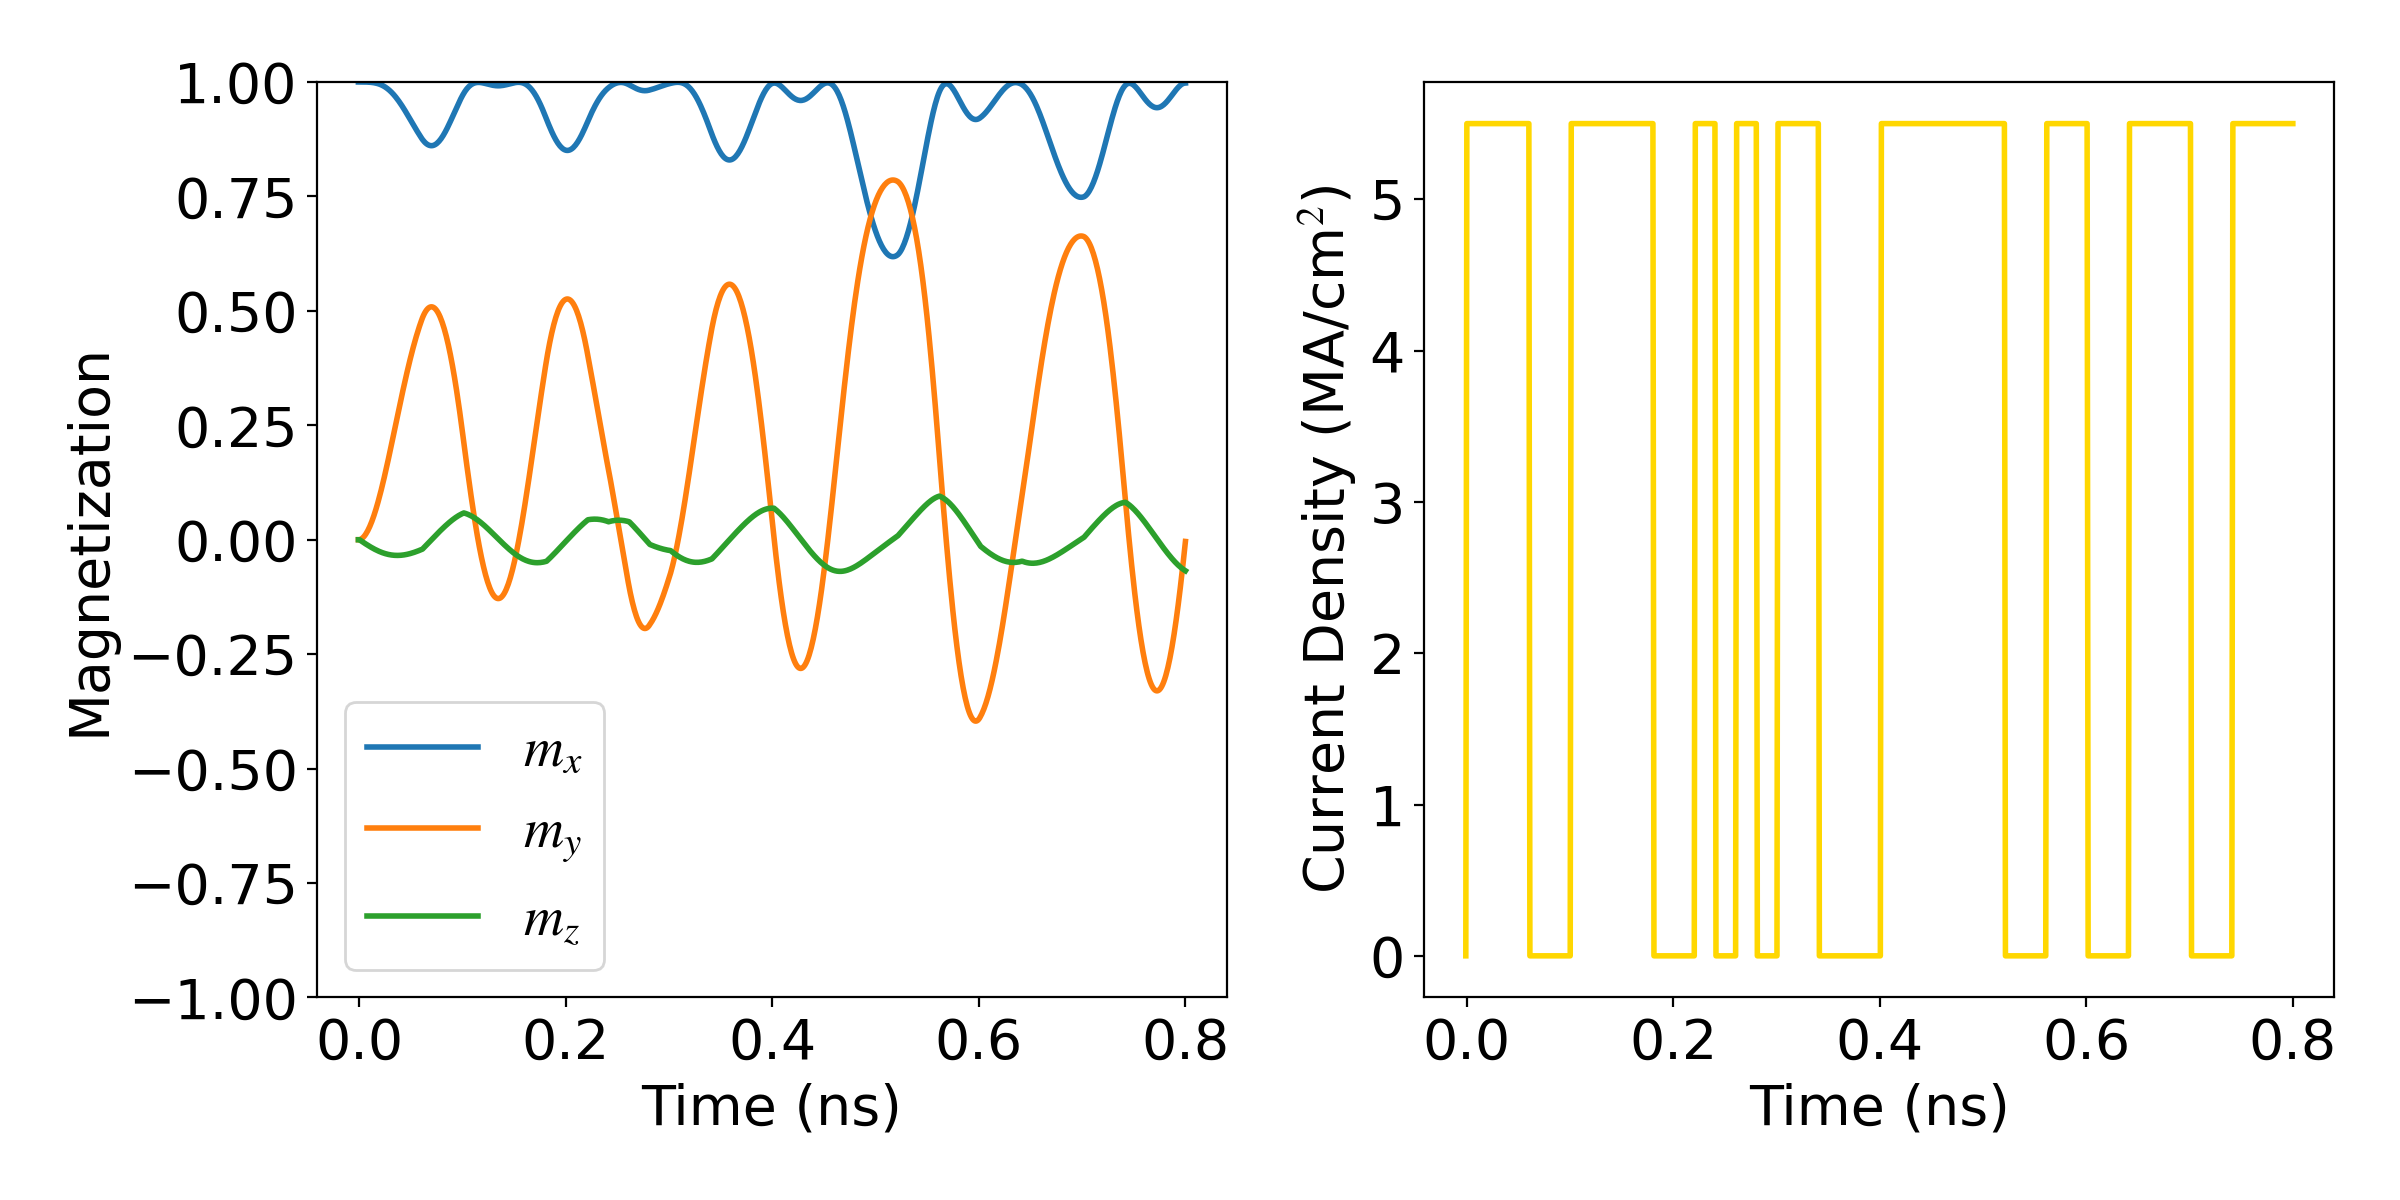 Magnetization
1.00
0.75
0.50
0.25
0.00
−0.25
−0.50
−0.75
−1.00
m_x
m_y
m_z
0.0 0.2 0.4 0.6 0.8
Time (ns)
Current Density (MA/cm²)
5
4
3
2
1
0
0.0 0.2 0.4 0.6 0.8
Time (ns)